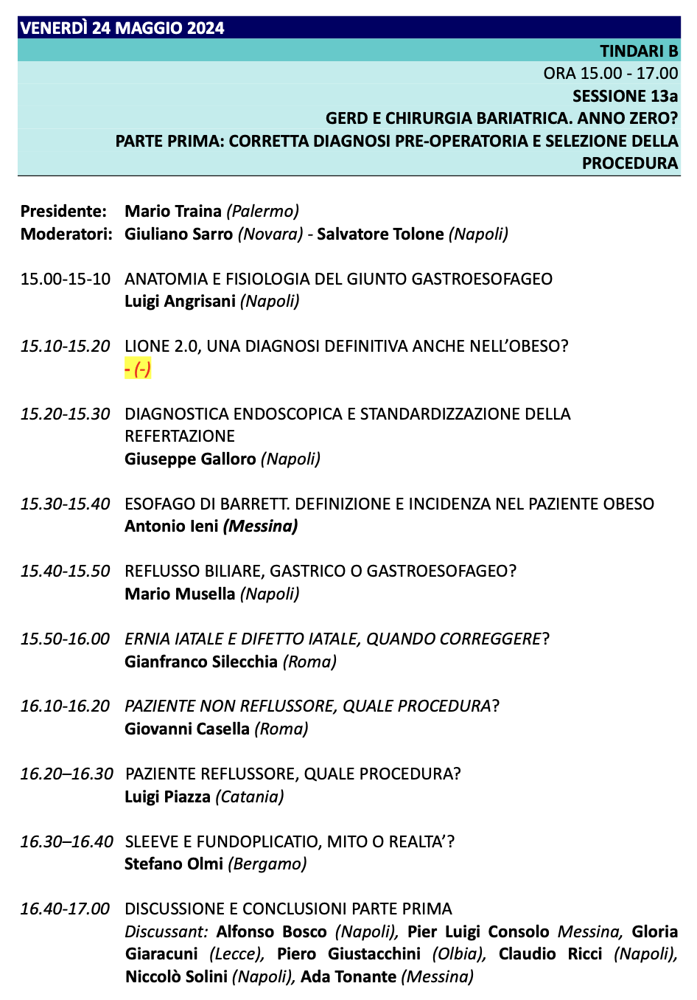 VENERDÌ 24 MAGGIO 2024
TINDARI B
ORA 15.00 - 17.00
SESSIONE 13a
GERD E CHIRURGIA BARIATRICA. ANNO ZERO?
PARTE PRIMA: CORRETTA DIAGNOSI PRE-OPERATORIA E SELEZIONE DELLA
PROCEDURA
Presidente: Mario Traina (Palermo)
Moderatori: Giuliano Sarro (Novara) - Salvatore Tolone (Napoli)
15.00-15-10 ANATOMIA E FISIOLOGIA DEL GIUNTO GASTROESOFAGEO
Luigi Angrisani (Napoli)
15.10-15.20 LIONE 2.0, UNA DIAGNOSI DEFINITIVA ANCHE NELL’OBESO?
- (-)
15.20-15.30 DIAGNOSTICA ENDOSCOPICA E STANDARDIZZAZIONE DELLA
REFERTAZIONE
Giuseppe Galloro (Napoli)
15.30-15.40 ESOFAGO DI BARRETT. DEFINIZIONE E INCIDENZA NEL PAZIENTE OBESO
Antonio Ieni (Messina)
15.40-15.50 REFLUSSO BILIARE, GASTRICO O GASTROESOFAGEO?
Mario Musella (Napoli)
15.50-16.00 ERNIA IATALE E DIFETTO IATALE, QUANDO CORREGGERE?
Gianfranco Silecchia (Roma)
16.10-16.20 PAZIENTE NON REFLUSSORE, QUALE PROCEDURA?
Giovanni Casella (Roma)
16.20–16.30 PAZIENTE REFLUSSORE, QUALE PROCEDURA?
Luigi Piazza (Catania)
16.30–16.40 SLEEVE E FUNDOPLICATIO, MITO O REALTA’?
Stefano Olmi (Bergamo)
16.40-17.00 DISCUSSIONE E CONCLUSIONI PARTE PRIMA
Discussant: Alfonso Bosco (Napoli), Pier Luigi Consolo Messina, Gloria
Giaracuni (Lecce), Piero Giustacchini (Olbia), Claudio Ricci (Napoli),
Niccolò Solini (Napoli), Ada Tonante (Messina)